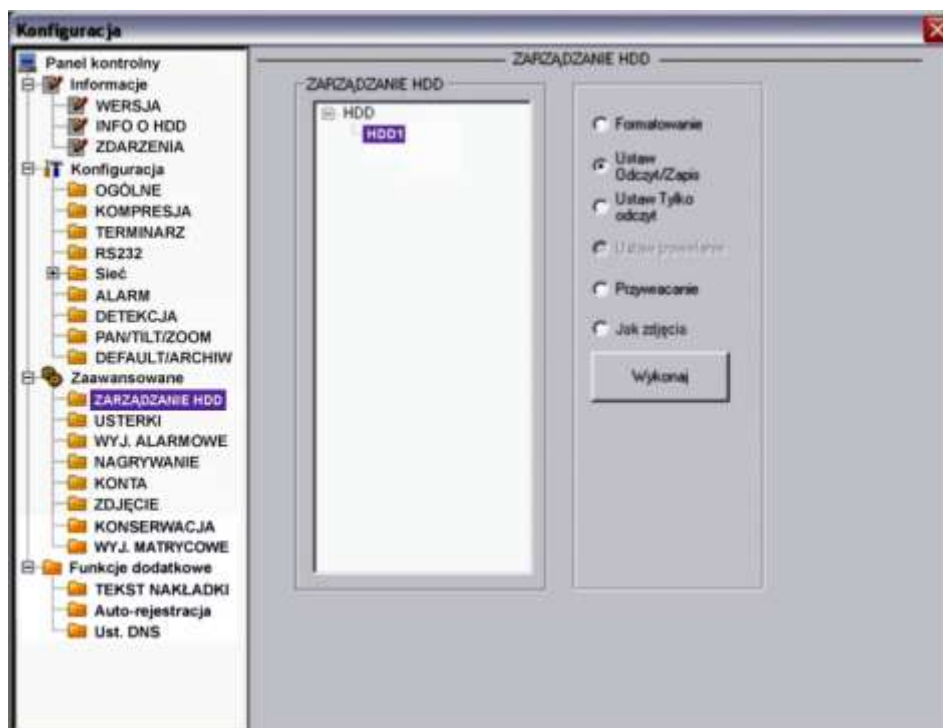 Konfiguracja
Panel kontrolny
Informacje
WERSJA
INFO O HDD
ZDARZENIA
Konfiguracja
OGÓLNE
KOMPRESJA
TERMINARZ
RS232
Sieć
ALARM
DETEKCJA
PAN/TILT/ZOOM
DEFAULT/ARCHIW
Zaawansowane
ZARZĄDZANIE HDD
USTERKI
WYJ. ALARMOWE
NAGRYWANIE
KONTA
ZDJĘCIE
KONSERWACJA
WYJ. MATRYCOWE
Funkcje dodatkowe
TEKST NAKŁADKI
Auto-rejestracja
Ust. DNS
ZARZĄDZANIE HDD
ZARZĄDZANIE HDD
HDD
HDD1
Formatowanie
Ustaw
Odczyt/Zapis
Ustaw Tylko
odczyt
Ustaw
Jak zdjęcia
Wykonaj